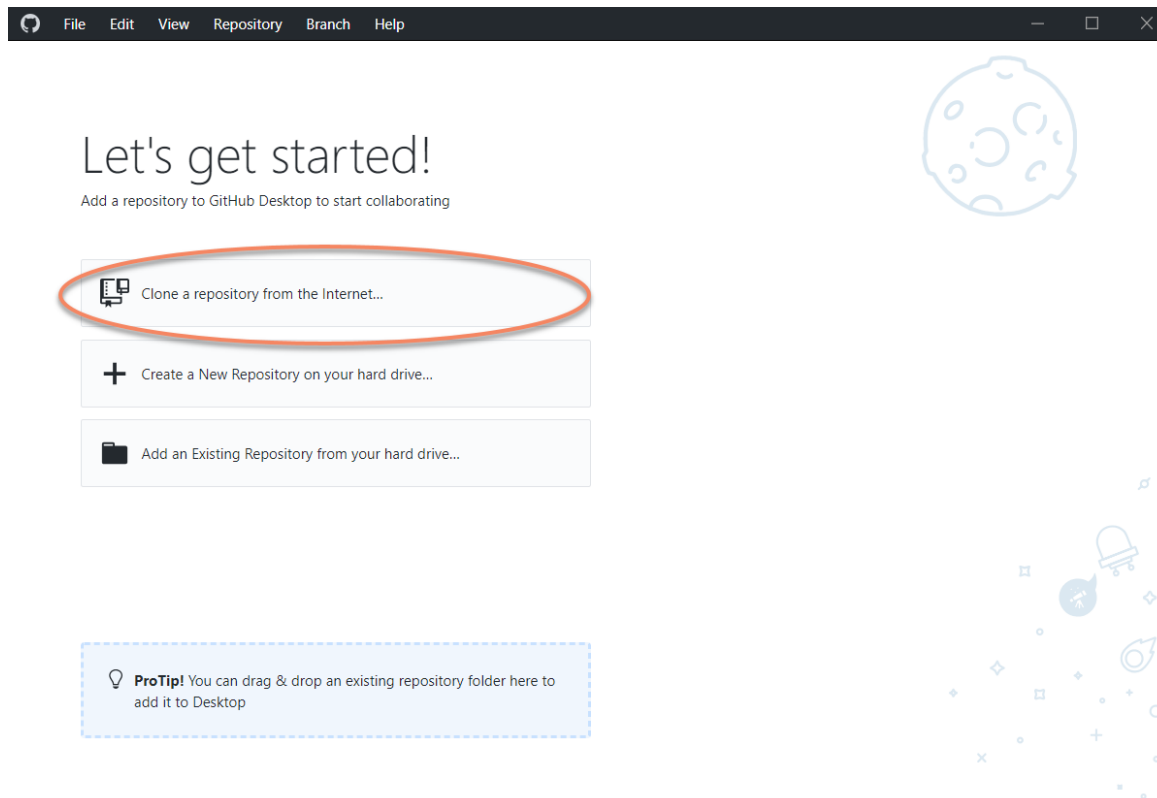 File Edit View Repository Branch Help
Let's get started!
Add a repository to GitHub Desktop to start collaborating
Clone a repository from the Internet...
Create a New Repository on your hard drive...
Add an Existing Repository from your hard drive...
ProTip! You can drag & drop an existing repository folder here to
add it to Desktop